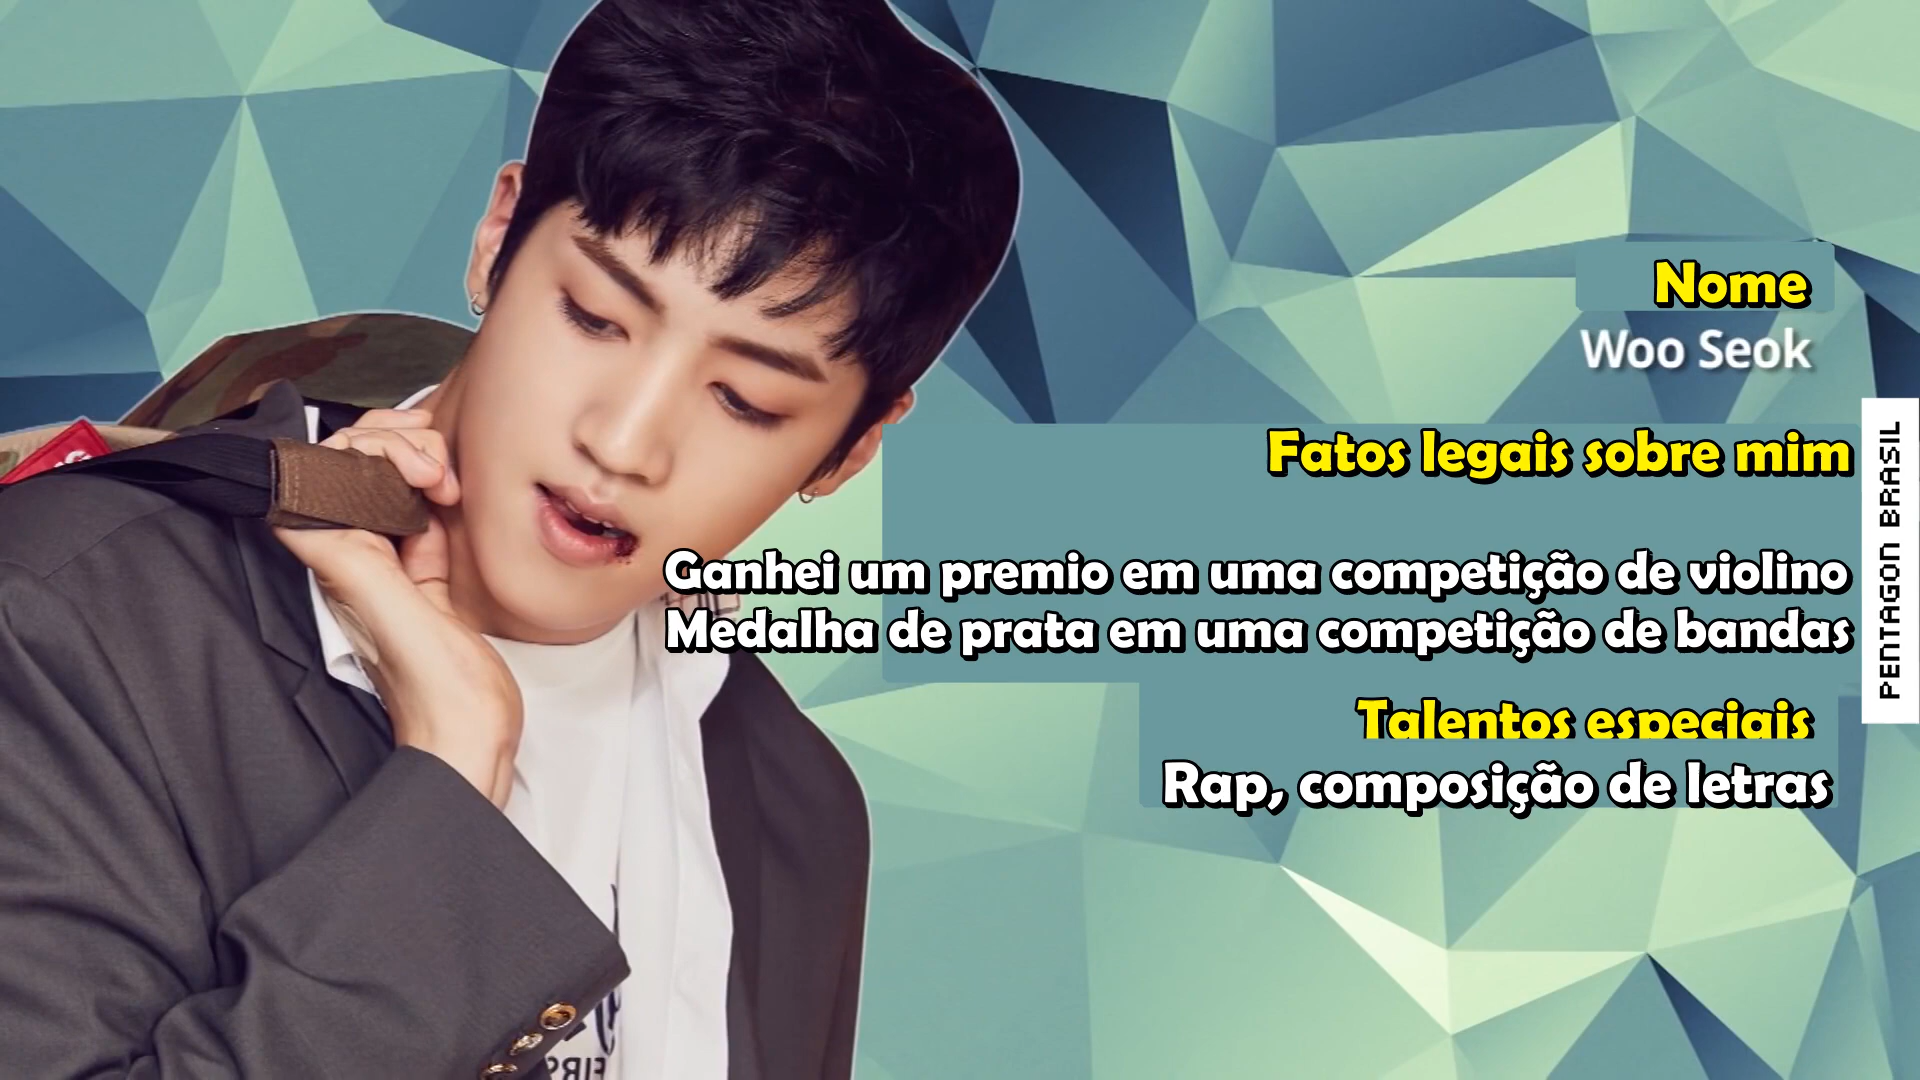 Nome
Woo Seok
Fatos legais sobre mim
Ganhei um premio em uma competição de violino
Medalha de prata em uma competição de bandas
Talentos especiais
Rap, composição de letras
PENTAGON BRASIL